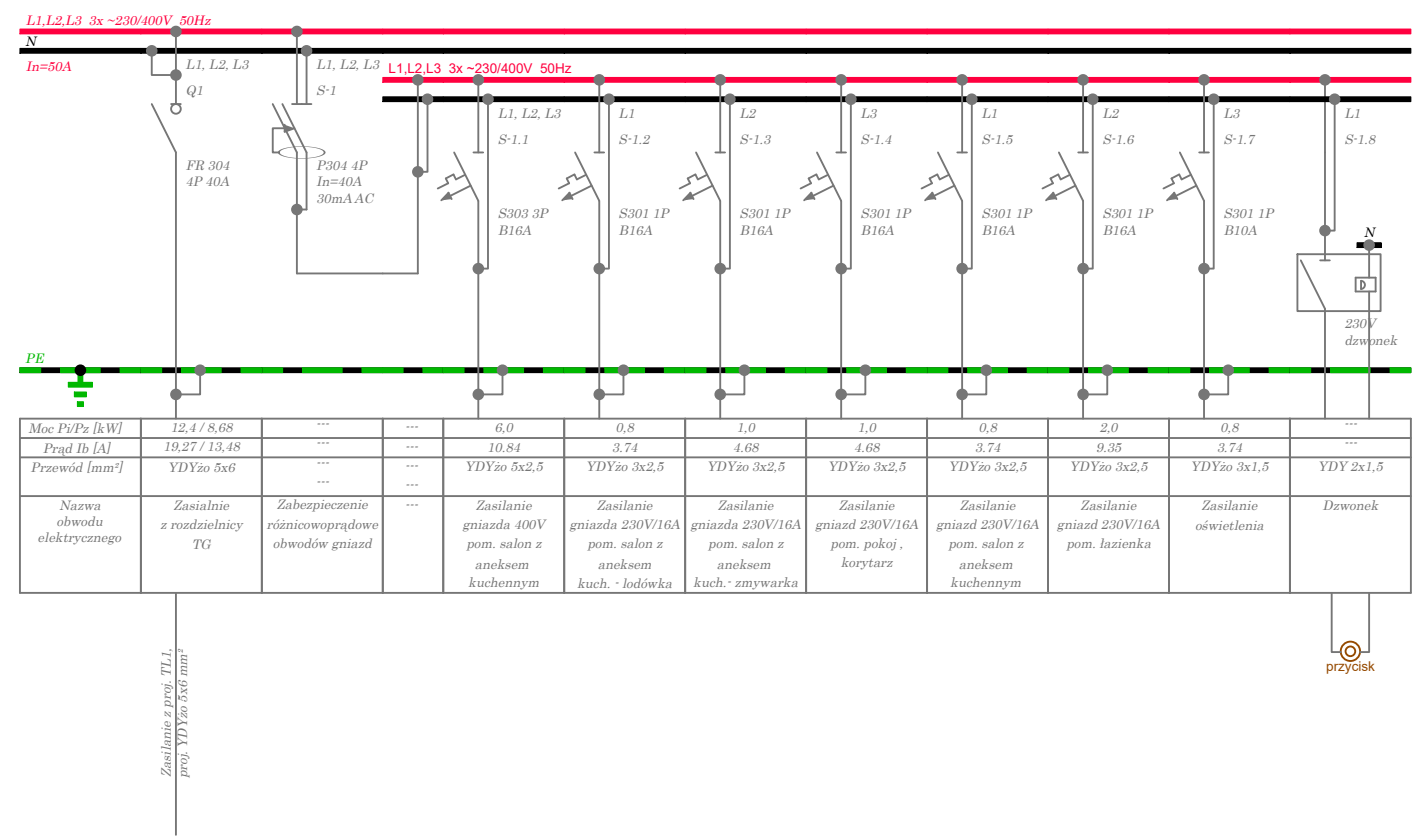 L1,L2,L3 3x ~230/400V 50Hz
N
In=50A
L1,L2,L3 3x ~230/400V 50Hz
L1, L2, L3
Q1
FR 304
4P 40A
L1, L2, L3
S-1
P304 4P
In=40A
30mA AC
L1, L2, L3
S-1.1
S303 3P
B16A
L1
S-1.2
S301 1P
B16A
L2
S-1.3
S301 1P
B16A
L3
S-1.4
S301 1P
B16A
L1
S-1.5
S301 1P
B16A
L2
S-1.6
S301 1P
B16A
L3
S-1.7
S301 1P
B10A
L1
S-1.8
N
D
230V
dzwonek
PE
Moc Pi/Pz [kW] 12,4 / 8,68 --- --- 6,0 0,8 1,0 1,0 0,8 2,0 0,8 ---
Prąd Ib [A] 19,27 / 13,48 --- --- 10.84 3.74 4.68 4.68 3.74 9.35 3.74 ---
Przewód [mm²] YDYżo 5x6 --- --- YDYżo 5x2,5 YDYżo 3x2,5 YDYżo 3x2,5 YDYżo 3x2,5 YDYżo 3x2,5 YDYżo 3x2,5 YDYżo 3x1,5 YDY 2x1,5
--- ---
Nazwa
obwodu
elektrycznego
Zasialnie
z rozdzielnicy
TG
Zabezpieczenie
różnicowoprądowe
obwodów gniazd
---
Zasilanie
gniazda 400V
pom. salon z
aneksem
kuchennym
Zasilanie
gniazda 230V/16A
pom. salon z
aneksem
kuch. - lodówka
Zasilanie
gniazda 230V/16A
pom. salon z
aneksem
kuch.- zmywarka
Zasilanie
gniazd 230V/16A
pom. pokoj ,
korytarz
Zasilanie
gniazd 230V/16A
pom. salon z
aneksem
kuchennym
Zasilanie
gniazd 230V/16A
pom. łazienka
Zasilanie
oświetlenia
Dzwonek
Zasilanie z proj. TL1,
proj. YDYżo 5x6 mm²
przycisk